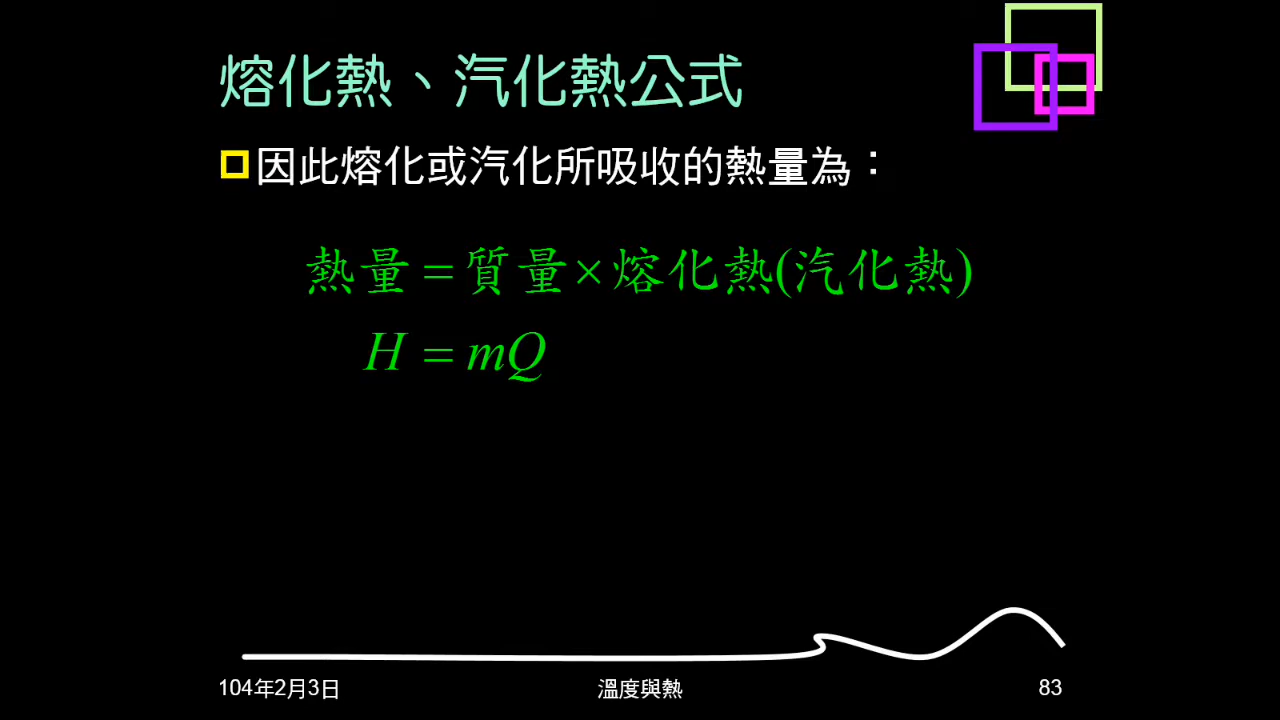 熔化熱、汽化熱公式
因此熔化或汽化所吸收的熱量為：
熱量=質量×熔化熱(汽化熱)
H = mQ
104年2月3日
溫度與熱
83